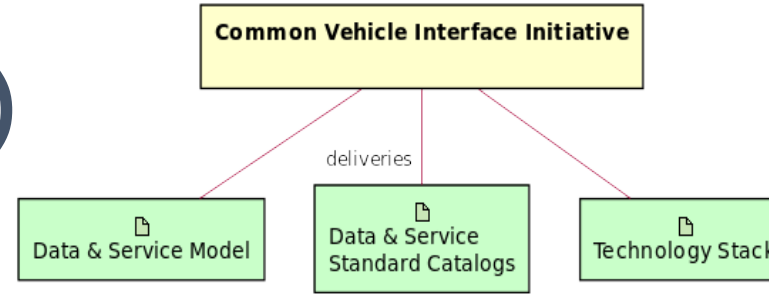 Common Vehicle Interface Initiative
deliveries
Data & Service Model
Data & Service
Standard Catalogs
Technology Stack